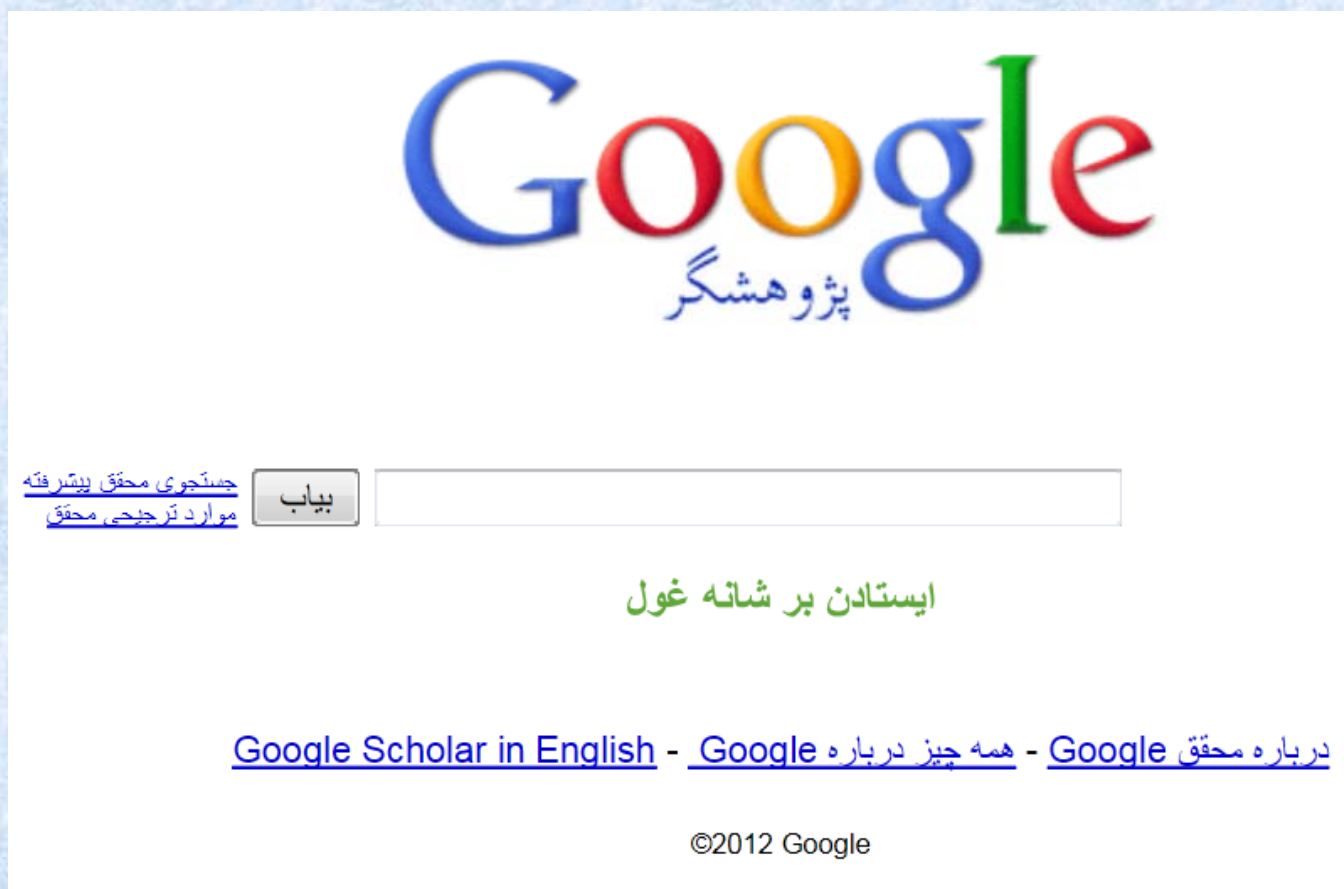 Google
پژوهشگر
بیاب
جستجوی محقق پیشرفته
موارد ترجیحی محقق
ایستادن بر شانه غول
درباره محقق Google - همه چیز درباره Google - Google Scholar in English
©2012 Google